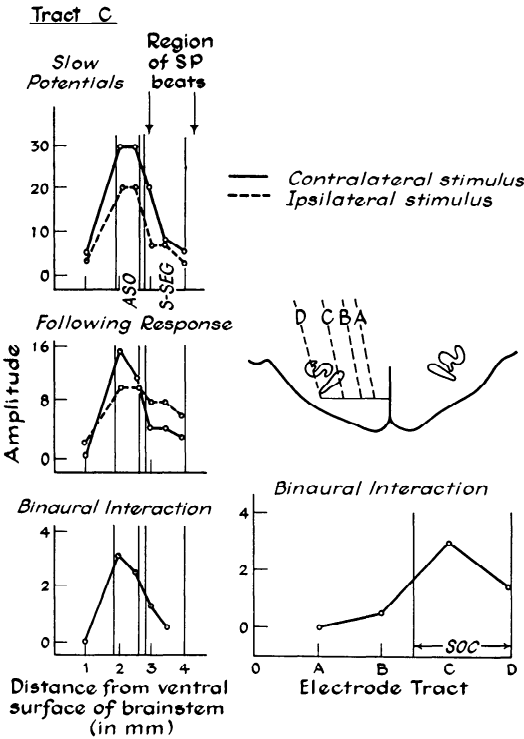 Tract C
Slow Potentials
Region of SP beats
30
20
10
0
ASO
S-SEG
Contralateral stimulus
Ipsilateral stimulus
Following Response
16
8
0
Amplitude
D C B A
Binaural Interaction
4
2
0
1 2 3 4
Distance from ventral
surface of brainstem
(in mm)
Binaural Interaction
4
2
0
SOC
0 A B C D
Electrode Tract